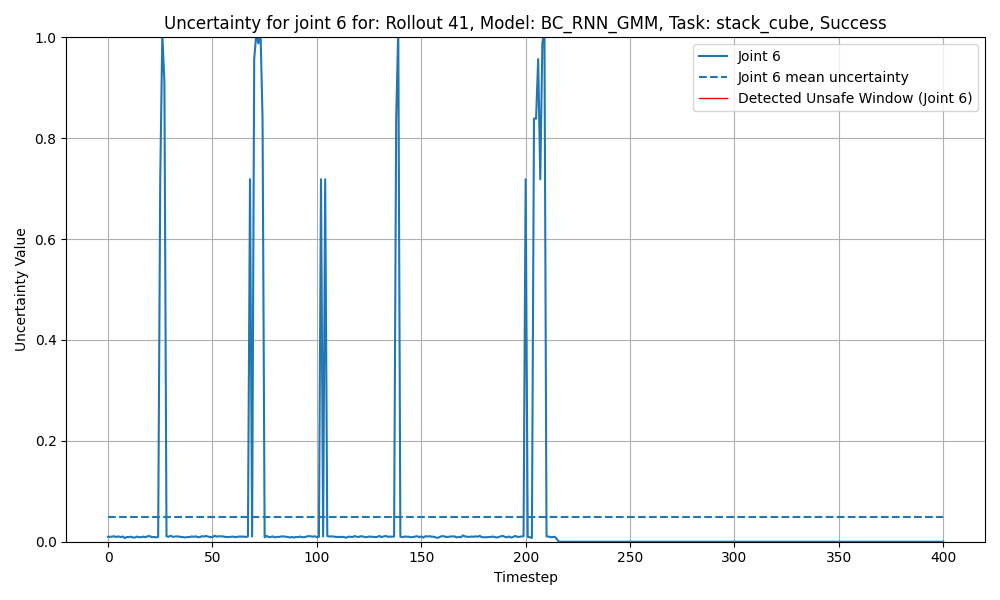 Uncertainty for joint 6 for: Rollout 41, Model: BC_RNN_GMM, Task: stack_cube, Success
Uncertainty Value
1.0
0.8
0.6
0.4
0.2
0.0
Joint 6
Joint 6 mean uncertainty
Detected Unsafe Window (Joint 6)
0 50 100 150 200 250 300 350 400
Timestep